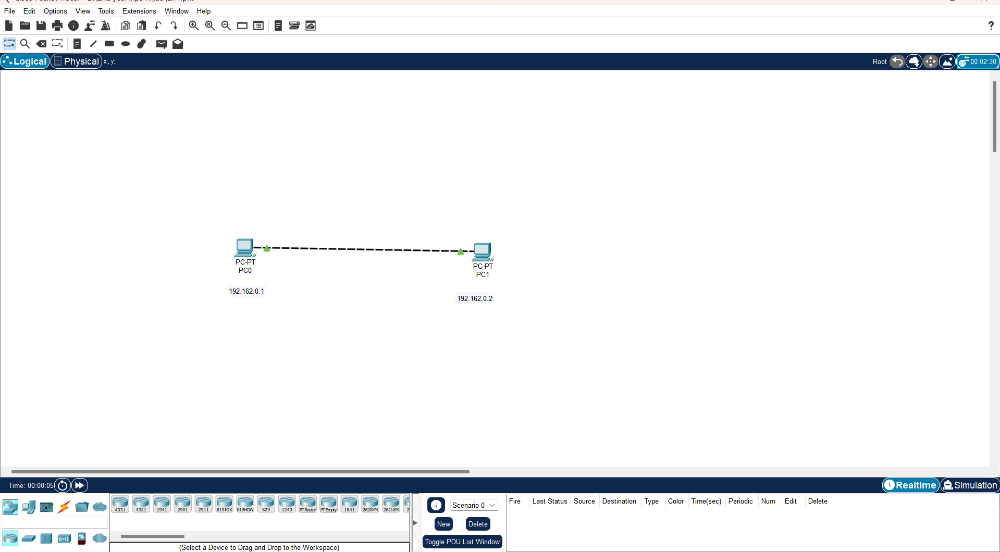 File Edit Options View Tools Extensions Window Help
?
Logical Physical x:, y: Root 00:02:30
PC-PT
PC0
PC-PT
PC1
192.162.0.1
192.162.0.2
Time: 00:00:05 Realtime Simulation
4331 4321 1941 2901 2911 819IOX 819HGW 829 1240 PT-Router PT-Empty 1841 2620XM 2621XM
(Select a Device to Drag and Drop to the Workspace)
Scenario 0
New Delete
Toggle PDU List Window
Fire Last Status Source Destination Type Color Time(sec) Periodic Num Edit Delete